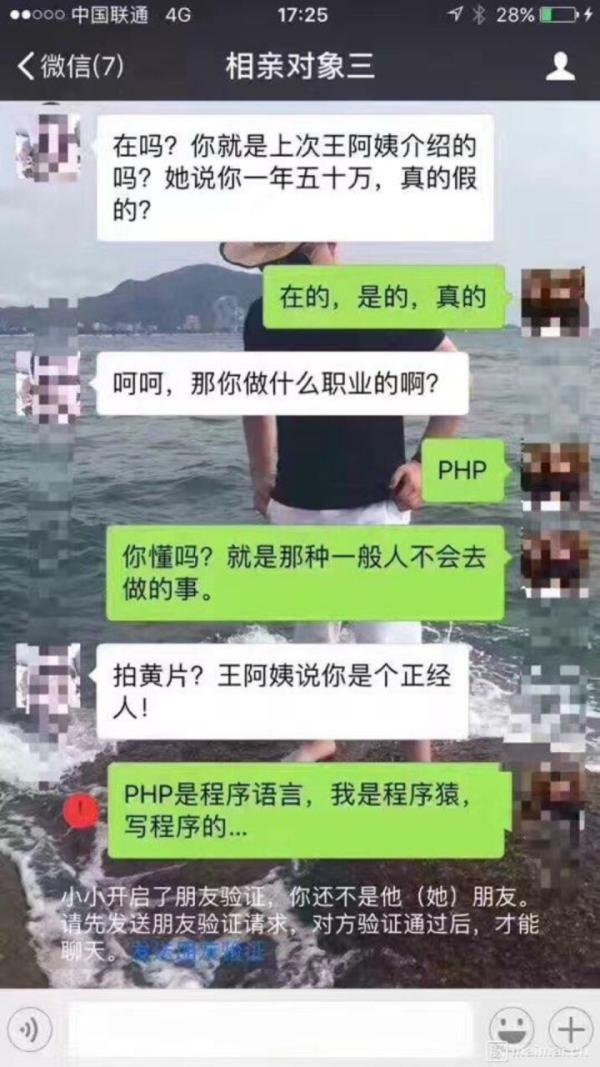 中国联通 4G 17:25 28%
微信(7) 相亲对象三
在吗？你就是上次王阿姨介绍的
吗？她说你一年五十万，真的假
的？
在的，是的，真的
呵呵，那你做什么职业的啊？
PHP
你懂吗？就是那种一般人不会去
做的事。
拍黄片？王阿姨说你是个正经
人！
PHP是程序语言，我是程序猿，
写程序的...
小小开启了朋友验证，你还不是他（她）朋友。
请先发送朋友验证请求，对方验证通过后，才能
聊天。发送朋友验证